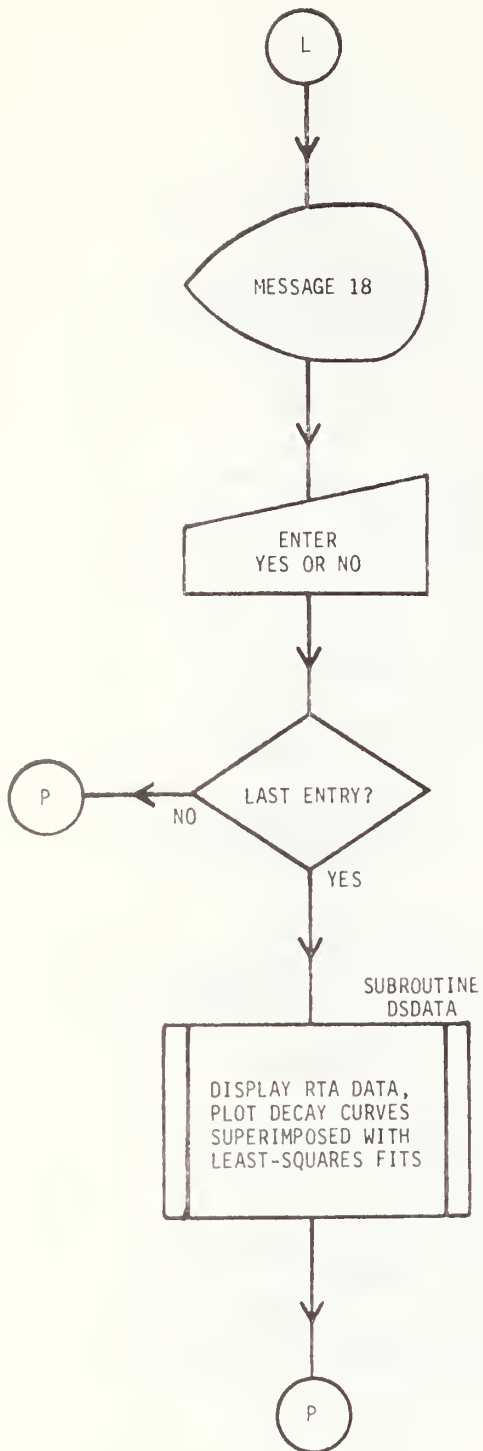 L
MESSAGE 18
ENTER
YES OR NO
LAST ENTRY?
P
NO
YES
SUBROUTINE
DSDATA
DISPLAY RTA DATA,
PLOT DECAY CURVES
SUPERIMPOSED WITH
LEAST-SQUARES FITS
P